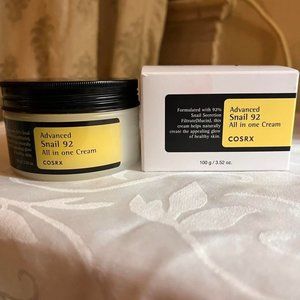 Advanced
Snail 92
All in one Cream
COSRX
Formulated with 92%
Snail Secretion
Filtrate(Mucin), this
cream helps naturally
create the appealing glow
of healthy skin.
Advanced
Snail 92
All in one Cream
COSRX
100 g / 3.52 oz.